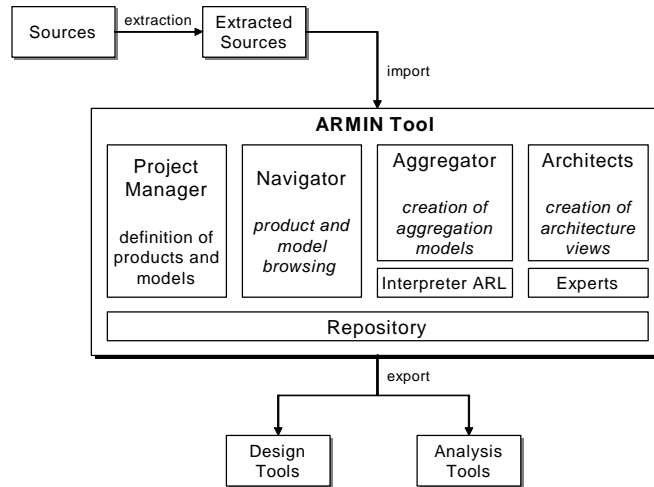 Sources
extraction
Extracted
Sources
import
ARMIN Tool
Project
Manager
definition of
products and
models
Navigator
product and
model
browsing
Aggregator
creation of
aggregation
models
Interpreter ARL
Architects
creation of
architecture
views
Experts
Repository
export
Design
Tools
Analysis
Tools